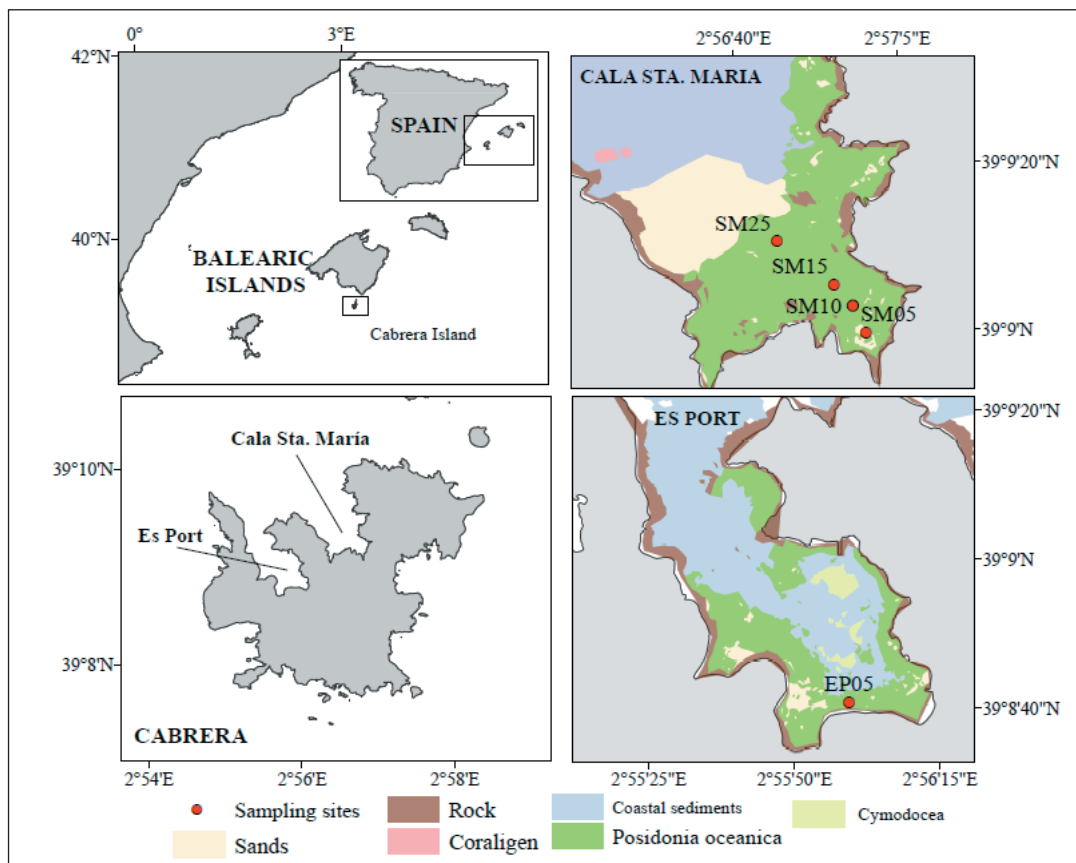 0°
3°E
42°N
40°N
SPAIN
BALEARIC
ISLANDS
Cabrera Island
2°56'40"E
2°57'5"E
CALA STA. MARIA
39°9'20"N
39°9'N
SM25
SM15
SM10
SM05
Cala Sta. María
Es Port
39°10'N
39°8'N
CABRERA
2°54'E
2°56'E
2°58'E
ES PORT
39°9'20"N
39°9'N
39°8'40"N
EP05
2°55'25"E
2°55'50"E
2°56'15"E
Sampling sites
Rock
Coastal sediments
Cymodocea
Sands
Coraligen
Posidonia oceanica